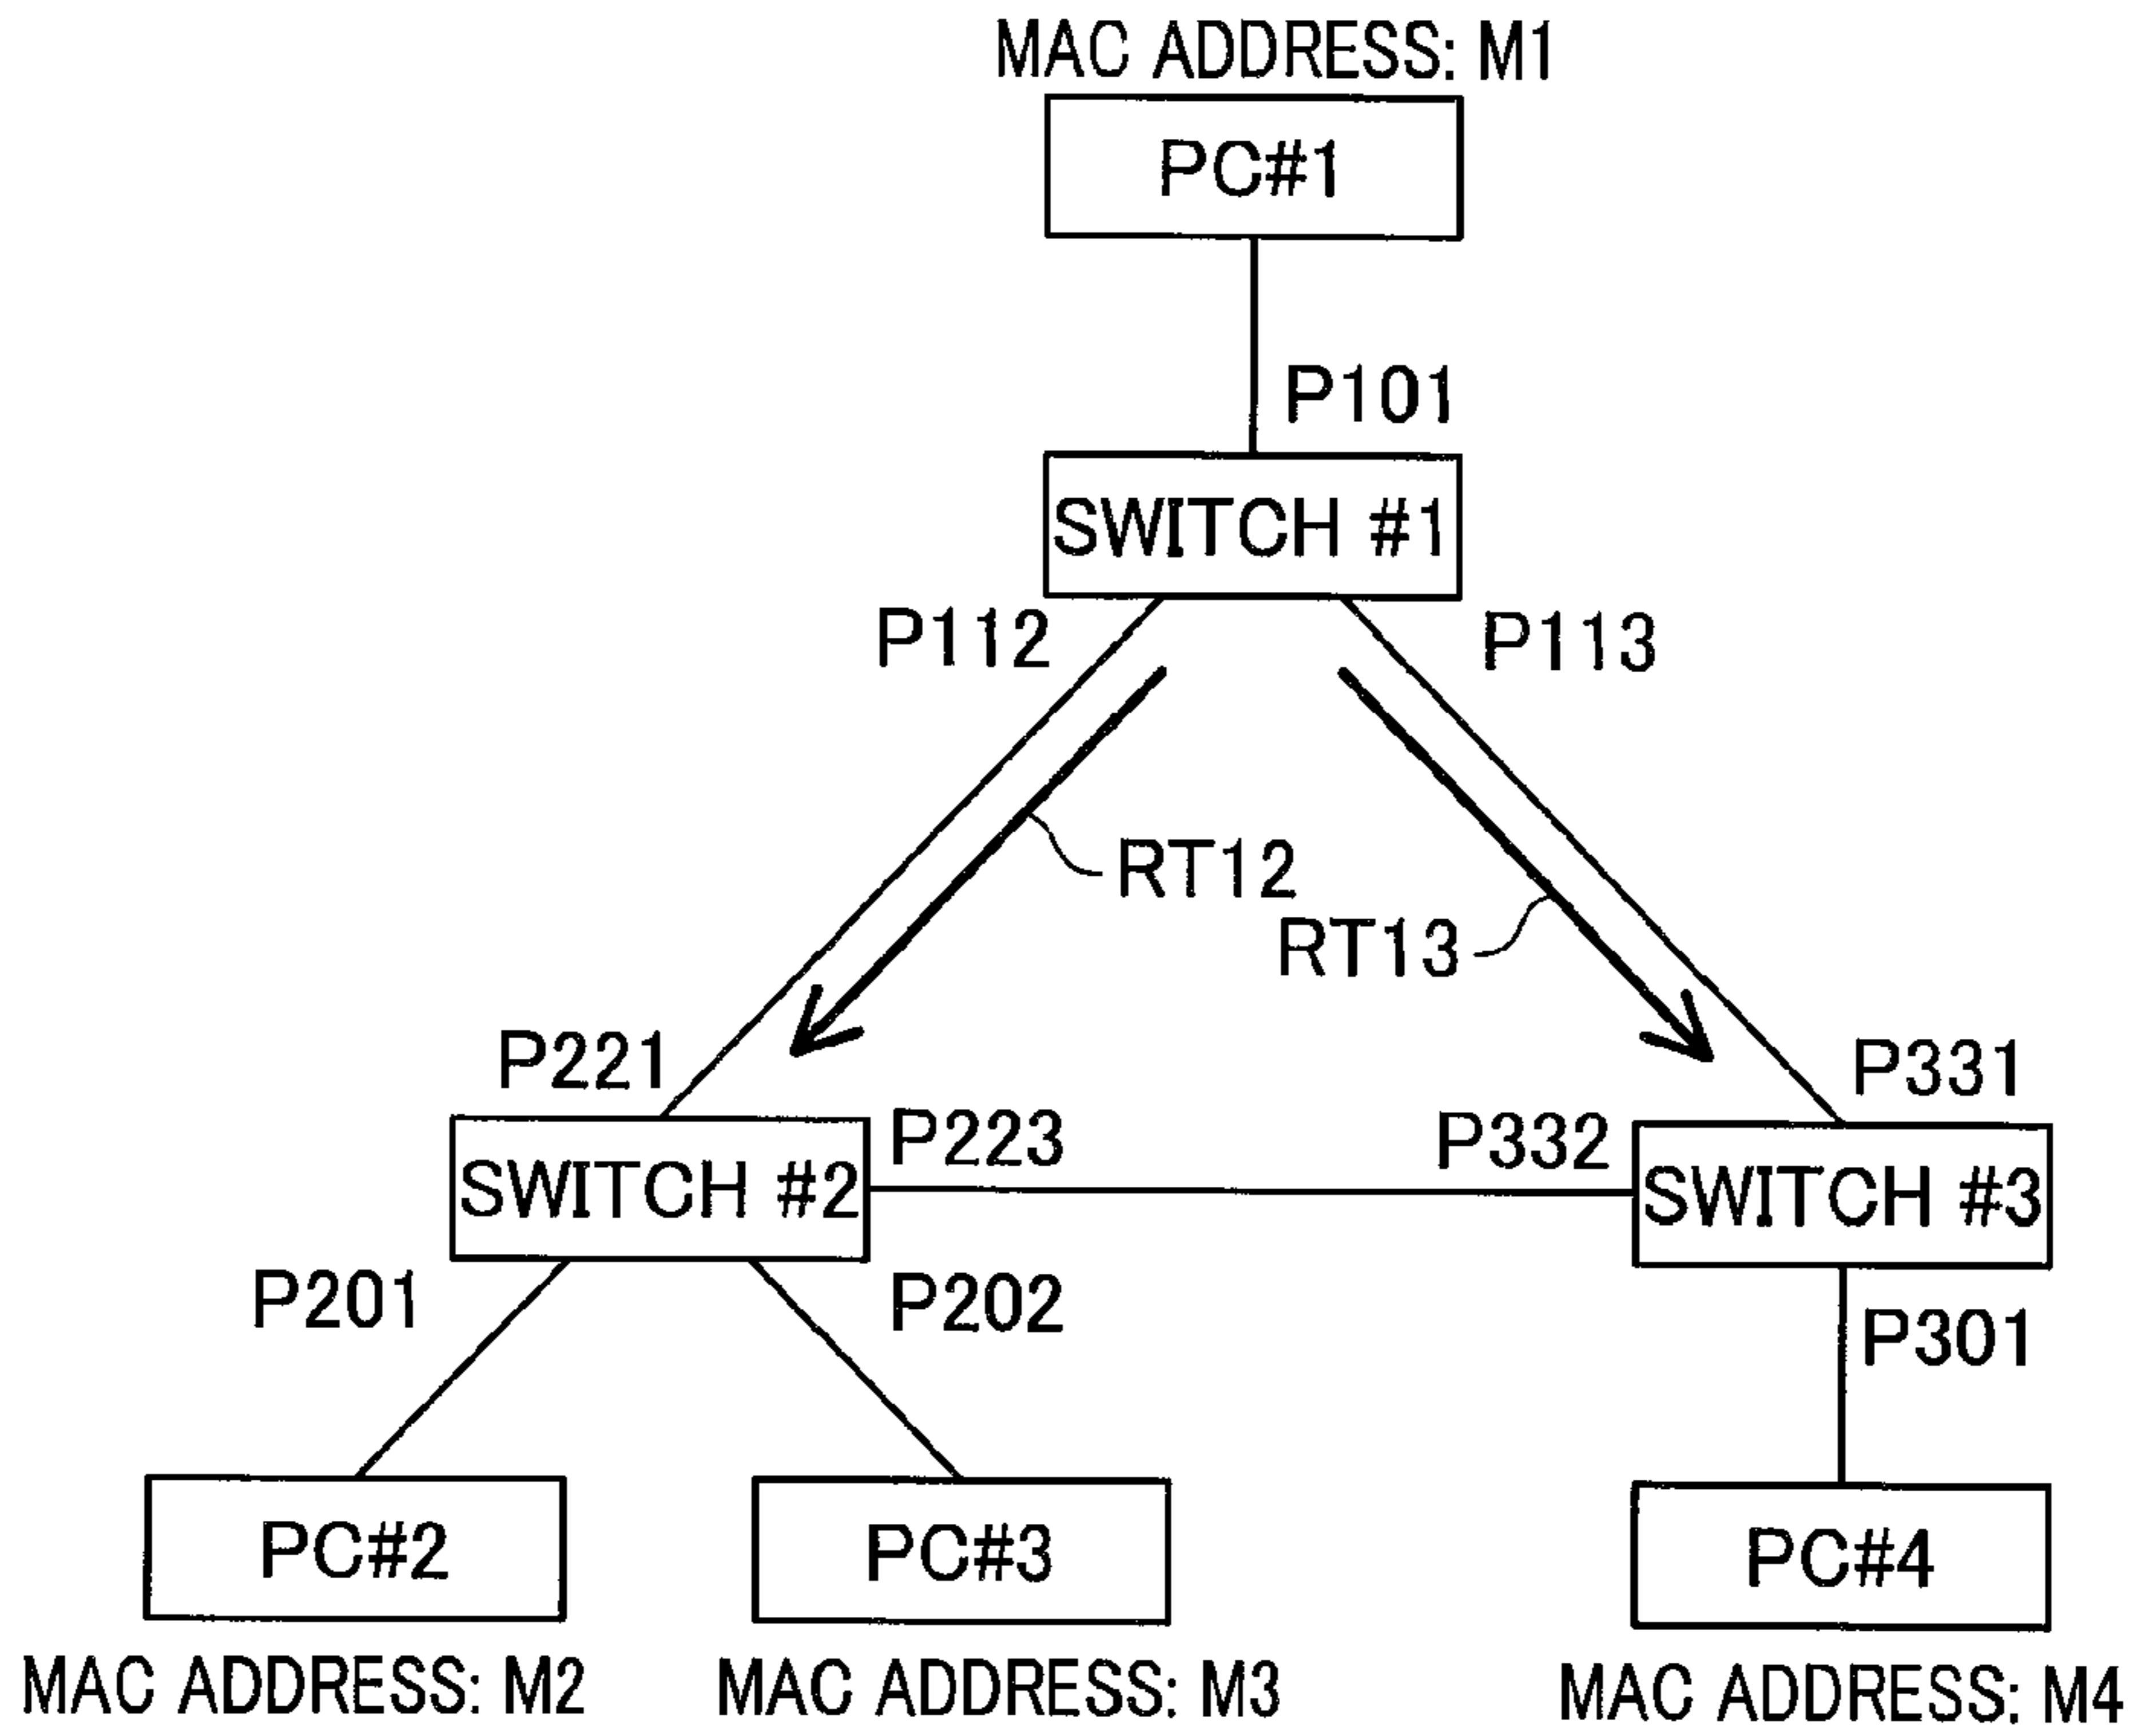 MAC ADDRESS: M1
PC#1
P101
SWITCH #1
P112
P113
RT12
RT13
P221
P331
P223
P332
SWITCH #2
SWITCH #3
P201
P202
P301
PC#2
PC#3
PC#4
MAC ADDRESS: M2
MAC ADDRESS: M3
MAC ADDRESS: M4